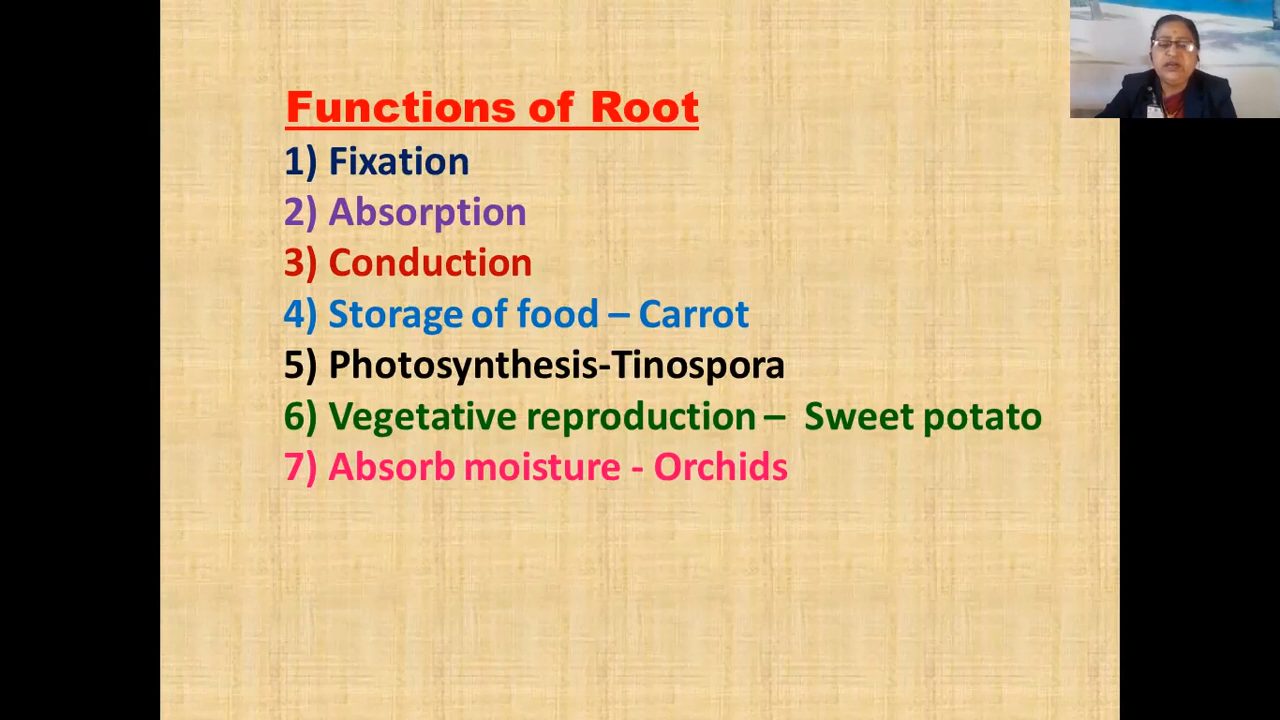 Functions of Root
1) Fixation
2) Absorption
3) Conduction
4) Storage of food – Carrot
5) Photosynthesis-Tinospora
6) Vegetative reproduction –  Sweet potato
7) Absorb moisture - Orchids